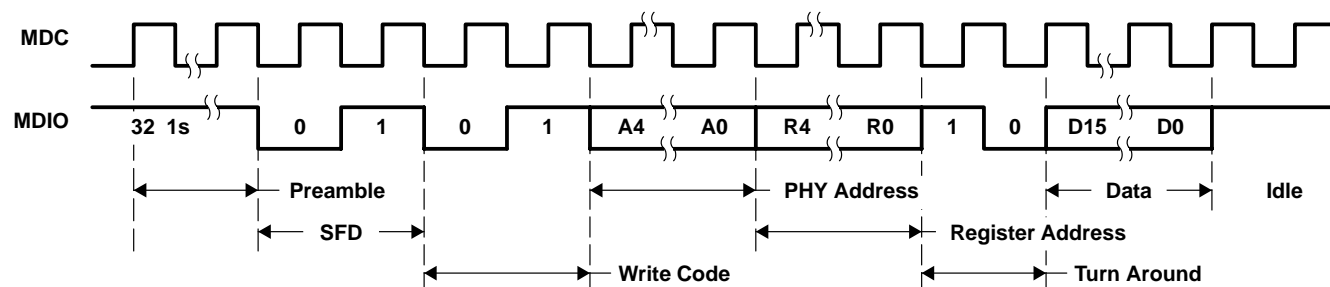 MDC
MDIO
32 1s 0 1 0 1 A4 A0 R4 R0 1 0 D15 D0
Preamble PHY Address Data Idle
SFD Register Address
Write Code Turn Around